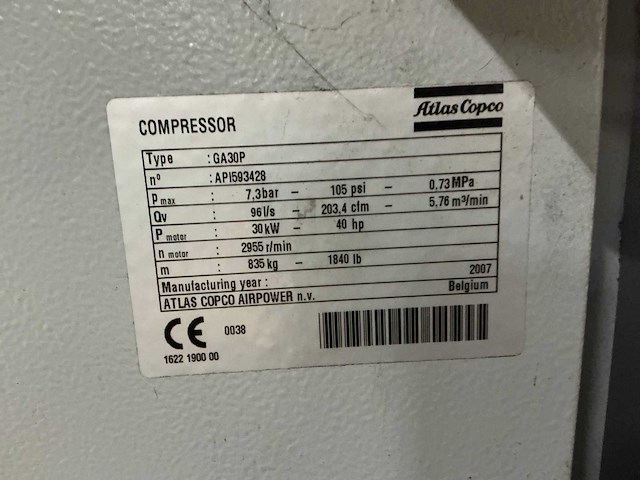 Atlas Copco
COMPRESSOR
Type : GA30P
n° : API593428
P max : 7,3 bar – 105 psi – 0,73 MPa
Qv : 96 l/s – 203,4 cfm – 5,76 m³/min
P motor : 30 kW – 40 hp
n motor : 2955 r/min
m : 835 kg – 1840 lb
Manufacturing year : 2007
ATLAS COPCO AIRPOWER n.v. Belgium
CE 0038
1622 1900 00